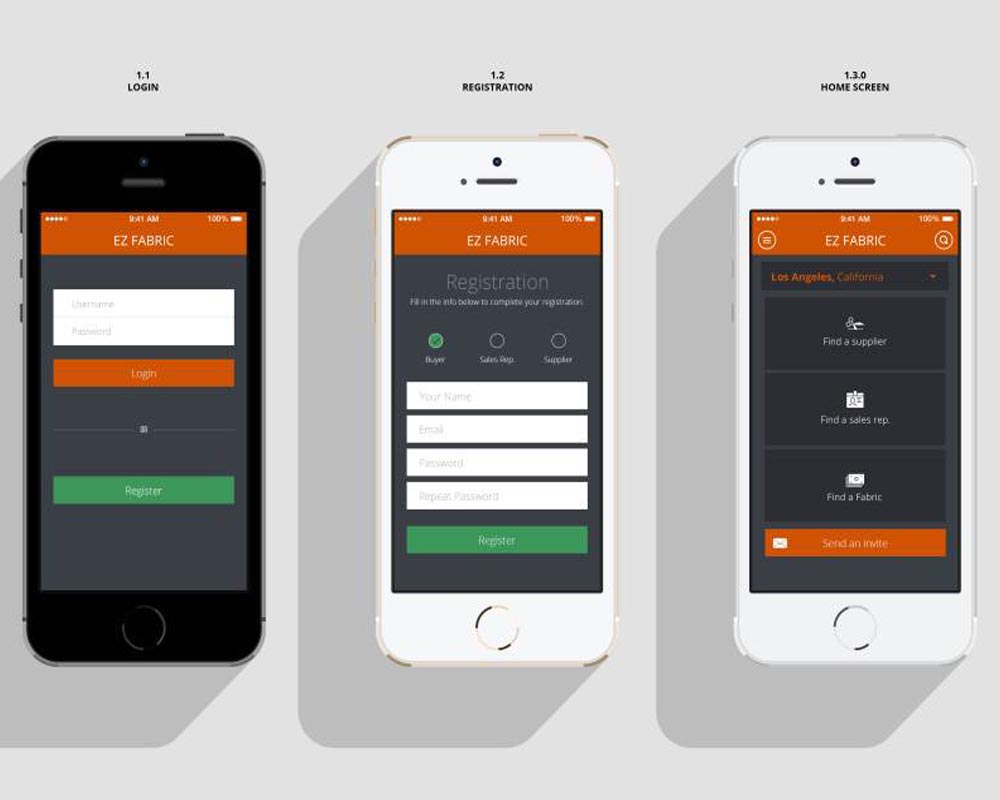 1.1
LOGIN
9:41 AM
100%
EZ FABRIC
Username
Password
Login
OR
Register
1.2
REGISTRATION
9:41 AM
100%
EZ FABRIC
Registration
Fill in the info below to complete your registration.
Buyer
Sales Rep.
Supplier
Your Name
Email
Password
Repeat Password
Register
1.3.0
HOME SCREEN
9:41 AM
100%
EZ FABRIC
Los Angeles, California
Find a supplier
Find a sales rep.
Find a Fabric
Send an invite